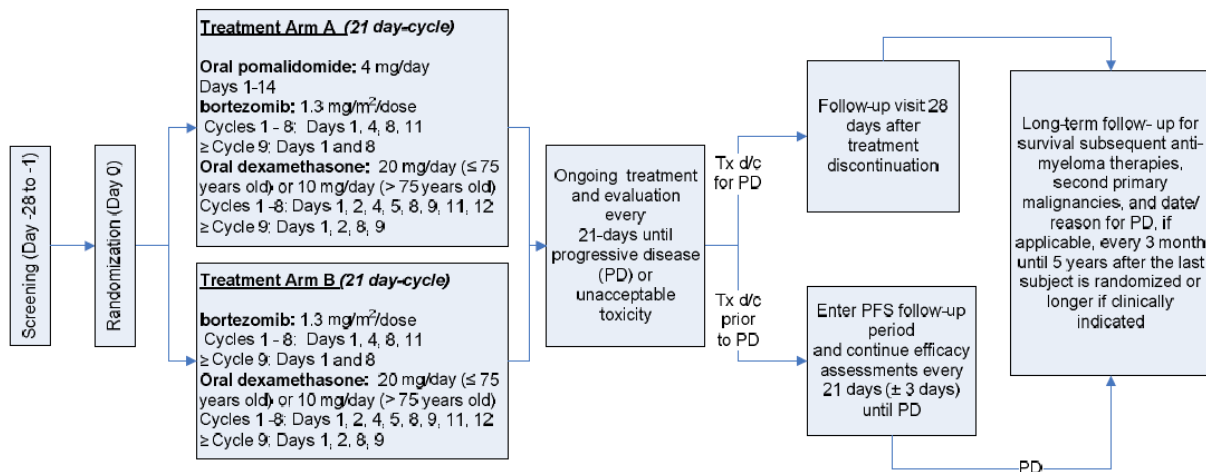 Screening (Day -28 to -1)
Randomization (Day 0)
Treatment Arm A (21 day-cycle)
Oral pomalidomide: 4 mg/day
Days 1-14
bortezomib: 1.3 mg/m²/dose
Cycles 1 - 8: Days 1, 4, 8, 11
≥ Cycle 9: Days 1 and 8
Oral dexamethasone: 20 mg/day (≤ 75
years old) or 10 mg/day (> 75 years old)
Cycles 1 -8: Days 1, 2, 4, 5, 8, 9, 11, 12
≥ Cycle 9: Days 1, 2, 8, 9
Treatment Arm B (21 day-cycle)
bortezomib: 1.3 mg/m²/dose
Cycles 1 - 8: Days 1, 4, 8, 11
≥ Cycle 9: Days 1 and 8
Oral dexamethasone: 20 mg/day (≤ 75
years old) or 10 mg/day (> 75 years old)
Cycles 1 -8: Days 1, 2, 4, 5, 8, 9, 11, 12
≥ Cycle 9: Days 1, 2, 8, 9
Ongoing treatment
and evaluation
every
21-days until
progressive disease
(PD) or
unacceptable
toxicity
Tx d/c
for PD
Tx d/c
prior
to PD
Follow-up visit 28
days after
treatment
discontinuation
Enter PFS follow-up
period
and continue efficacy
assessments every
21 days (± 3 days)
until PD
PD
Long-term follow- up for
survival subsequent anti-
myeloma therapies,
second primary
malignancies, and date/
reason for PD, if
applicable, every 3 month
until 5 years after the last
subject is randomized or
longer if clinically
indicated